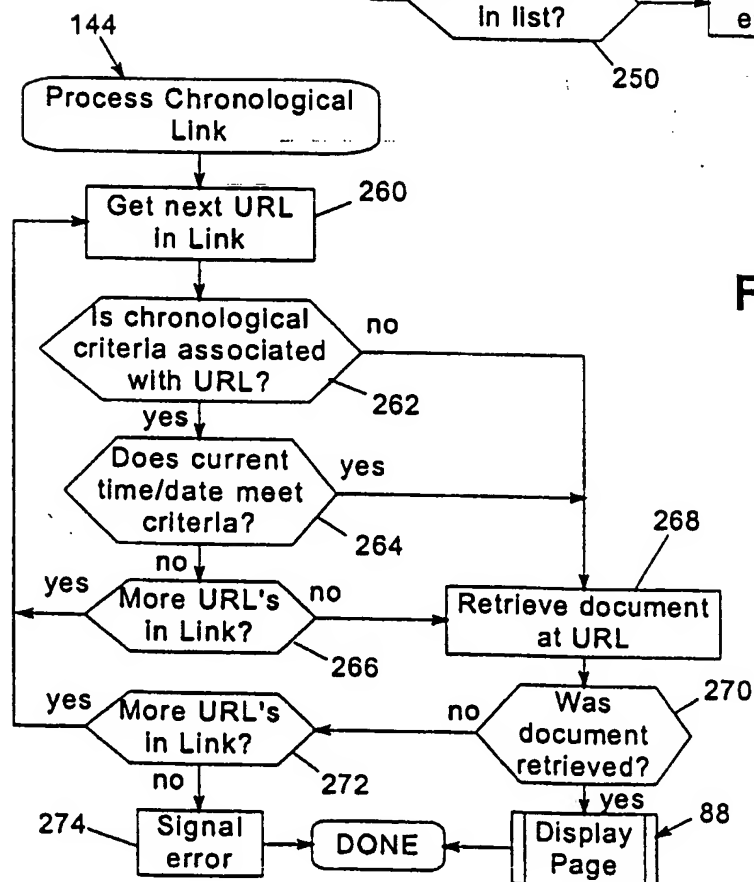 in list?
e
250
144
Process Chronological
Link
Get next URL
in Link
260
Is chronological
criteria associated
with URL?
no
262
yes
Does current
time/date meet
criteria?
yes
264
no
268
yes
More URL's
in Link?
no
266
Retrieve document
at URL
yes
More URL's
in Link?
272
no
Was
document
retrieved?
270
no
yes
274
Signal
error
DONE
Display
Page
88
F